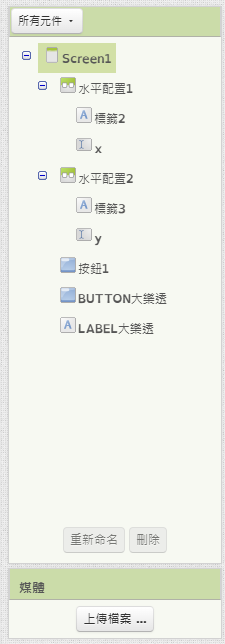 所有元件
Screen1
水平配置1
A 標籤2
x
水平配置2
A 標籤3
y
按鈕1
BUTTON大樂透
A LABEL大樂透
重新命名 刪除
媒體
上傳檔案 ...